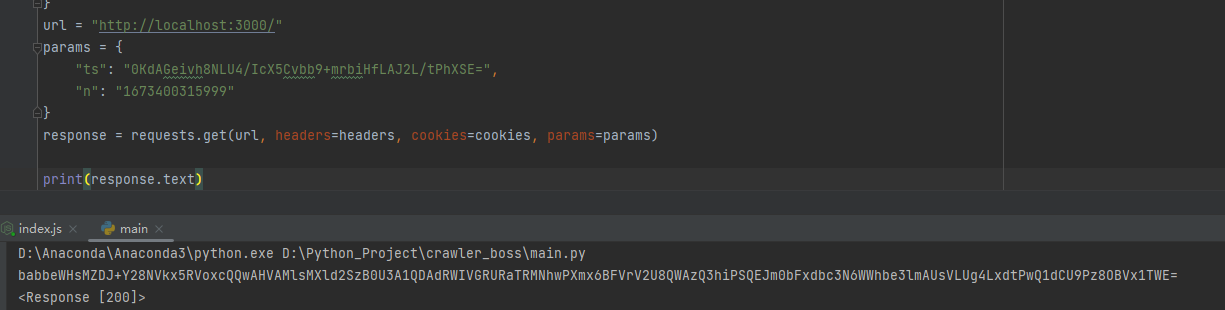 }
url = "http://localhost:3000/"
params = {
"ts": "0KdAGeivh8NLU4/IcX5Cvbb9+mrbiHfLAJ2L/tPhXSE=",
"n": "1673400315999"
}
response = requests.get(url, headers=headers, cookies=cookies, params=params)
print(response.text)
index.js × main ×
D:\Anaconda\Anaconda3\python.exe D:\Python_Project\crawler_boss\main.py
babbeWHsMZDJ+Y28NVkx5RVoxcQQwAHVAMlsMXld2SzB0U3A1QDAdRWIVGRURaTRMNhwPXmx6BFVrV2U8QWAzQ3hiPSQEJm0bFxdbc3N6WWhbe3lmAUsVLUg4LxdtPwQ1dCU9Pz8OBVx1TWE=
<Response [200]>